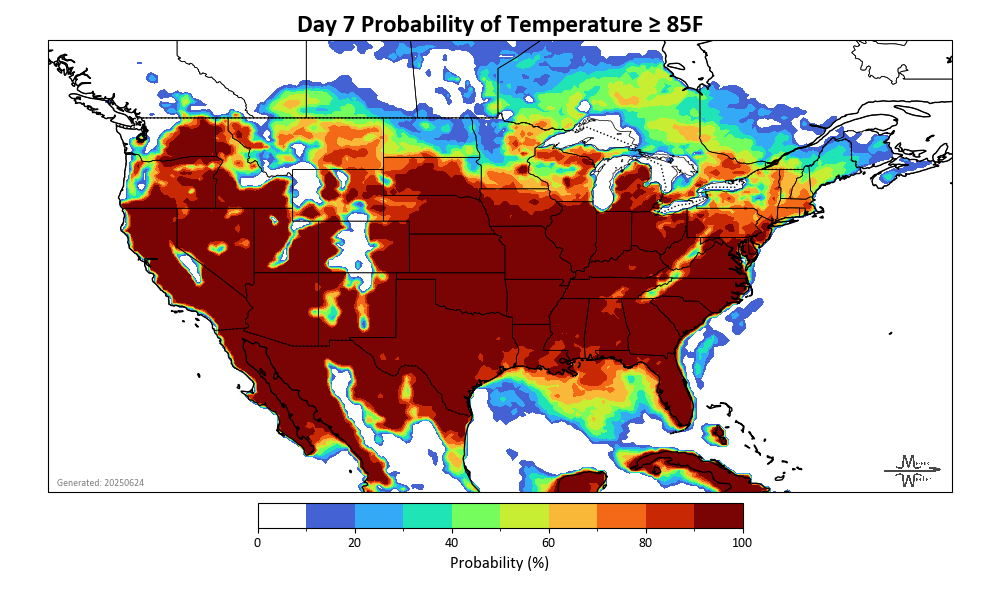 Day 7 Probability of Temperature ≥ 85F
Generated: 20250624
0 20 40 60 80 100
Probability (%)